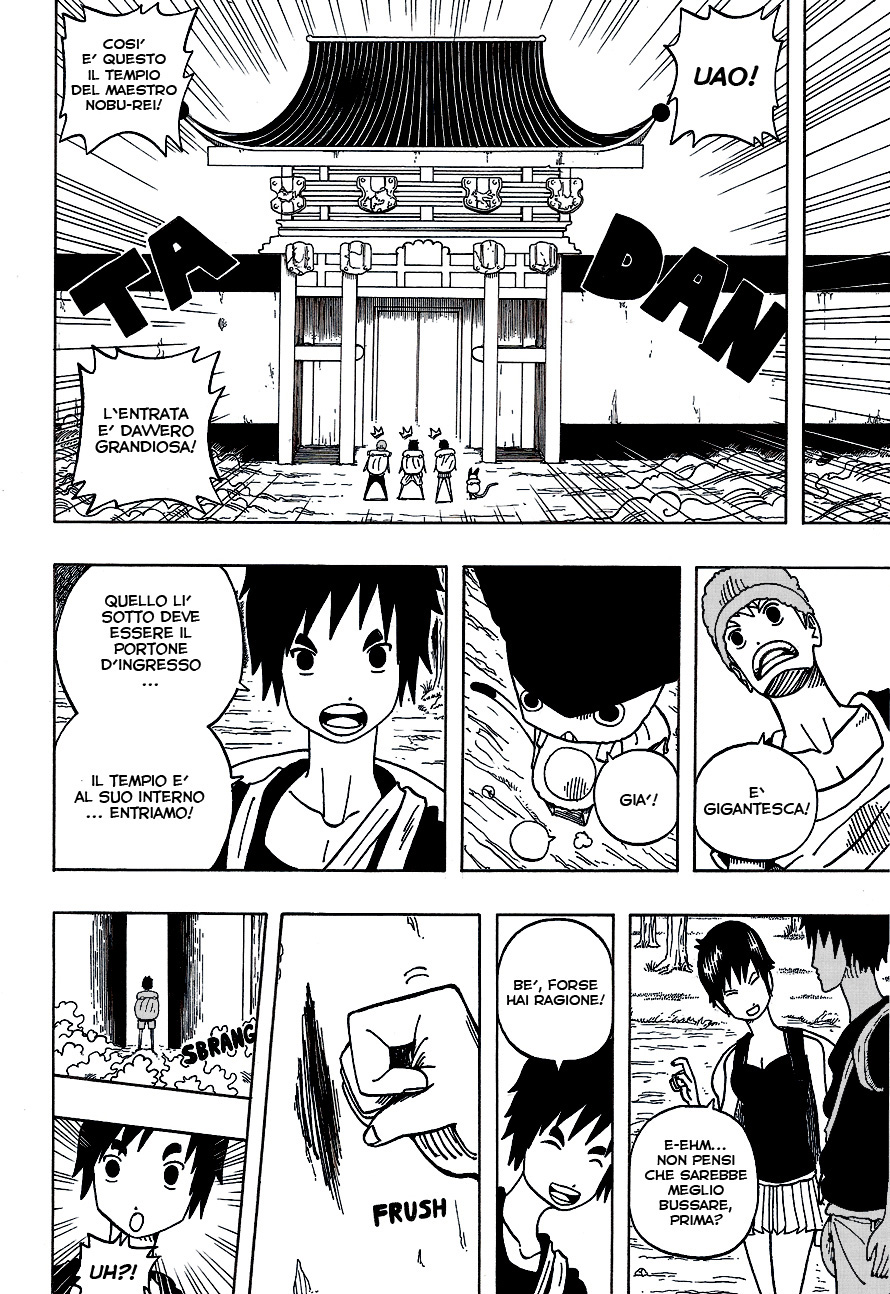 UAO!
COSI'
E' QUESTO
IL TEMPIO
DEL MAESTRO
NOBU-REI!
TA DAN
L'ENTRATA
E' DAVVERO
GRANDIOSA!
E`
GIGANTESCA!
GIA'!
QUELLO LI'
SOTTO DEVE
ESSERE IL
PORTONE
D'INGRESSO
...
IL TEMPIO E'
AL SUO INTERNO
... ENTRIAMO!
E-EHM...
NON PENSI
CHE SAREBBE
MEGLIO
BUSSARE,
PRIMA?
BE', FORSE
HAI RAGIONE!
FRUSH
SBRANG
UH?!